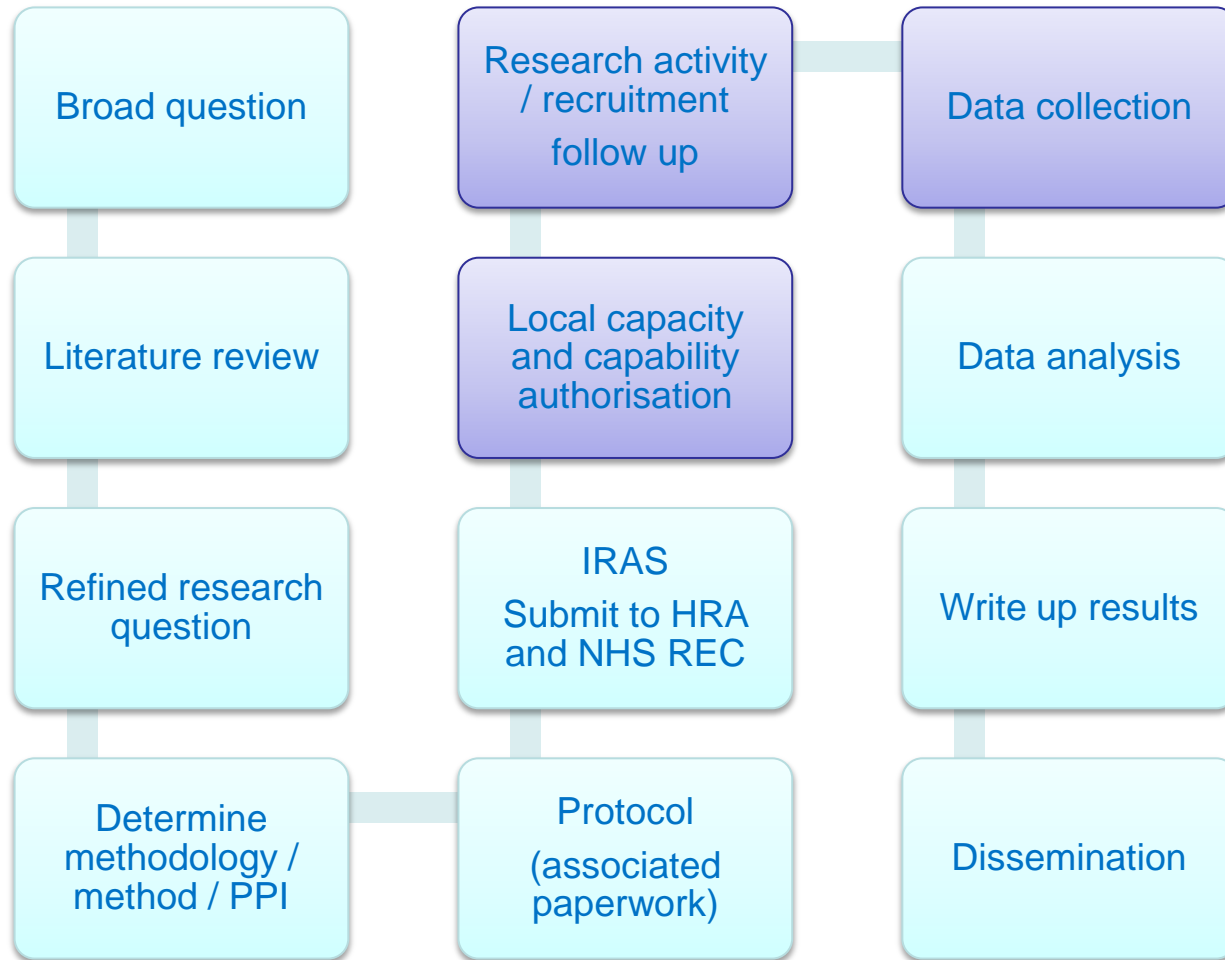 Broad question
Literature review
Refined research
question
Determine
methodology /
method / PPI
Protocol
(associated
paperwork)
IRAS
Submit to HRA
and NHS REC
Local capacity
and capability
authorisation
Research activity
/ recruitment
follow up
Data collection
Data analysis
Write up results
Dissemination